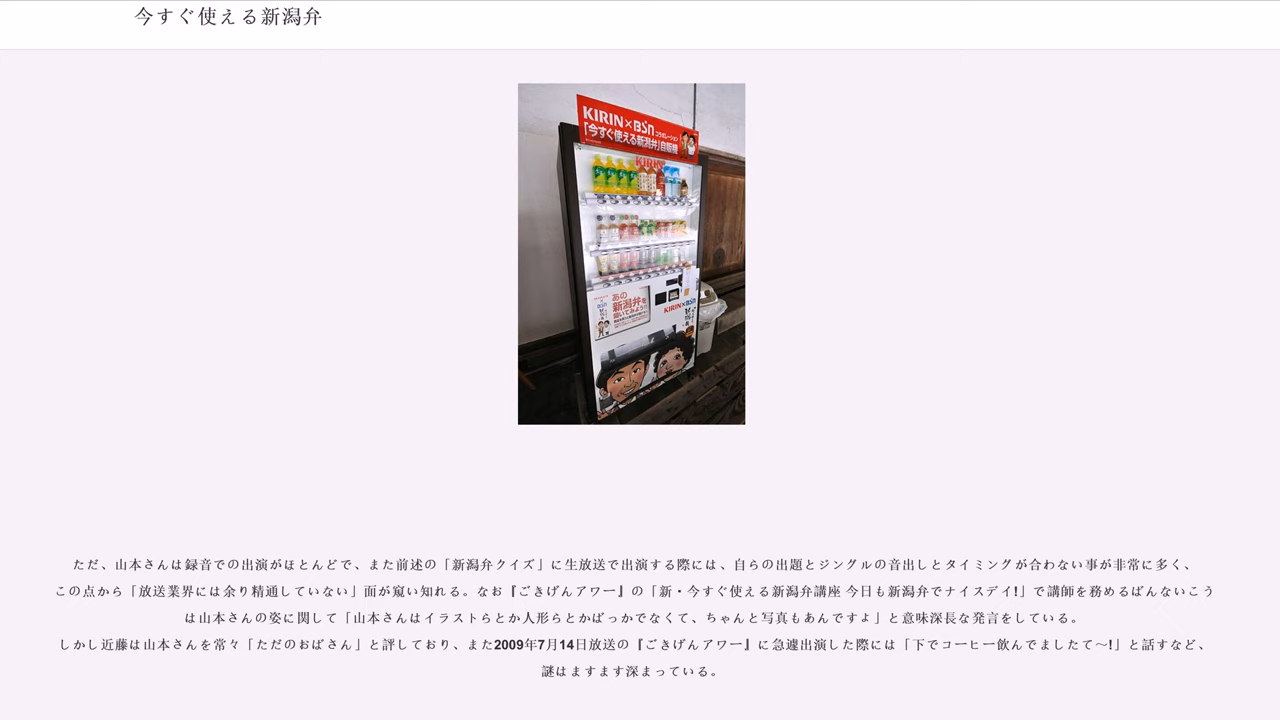 今すぐ使える新潟弁
KIRIN×BSN コラボレーション
「今すぐ使える新潟弁」自販機
KIRIN
あの
新潟弁を
聞いてみよう!!
KIRIN×BSN
ただ、山本さんは録音での出演がほとんどで、また前述の「新潟弁クイズ」に生放送で出演する際には、自らの出題とジングルの音出しとタイミングが合わない事が非常に多く、
この点から「放送業界には余り精通していない」面が窺い知れる。なお『ごきげんアワー』の「新・今すぐ使える新潟弁講座 今日も新潟弁でナイスデイ!」で講師を務めるばんないこう
は山本さんの姿に関して「山本さんはイラストらとか人形らとかばっかでなくて、ちゃんと写真もあんですよ」と意味深長な発言をしている。
しかし近藤は山本さんを常々「ただのおばさん」と評しており、また2009年7月14日放送の『ごきげんアワー』に急遽出演した際には「下でコーヒー飲んでましたて〜!」と話すなど、
謎はますます深まっている。